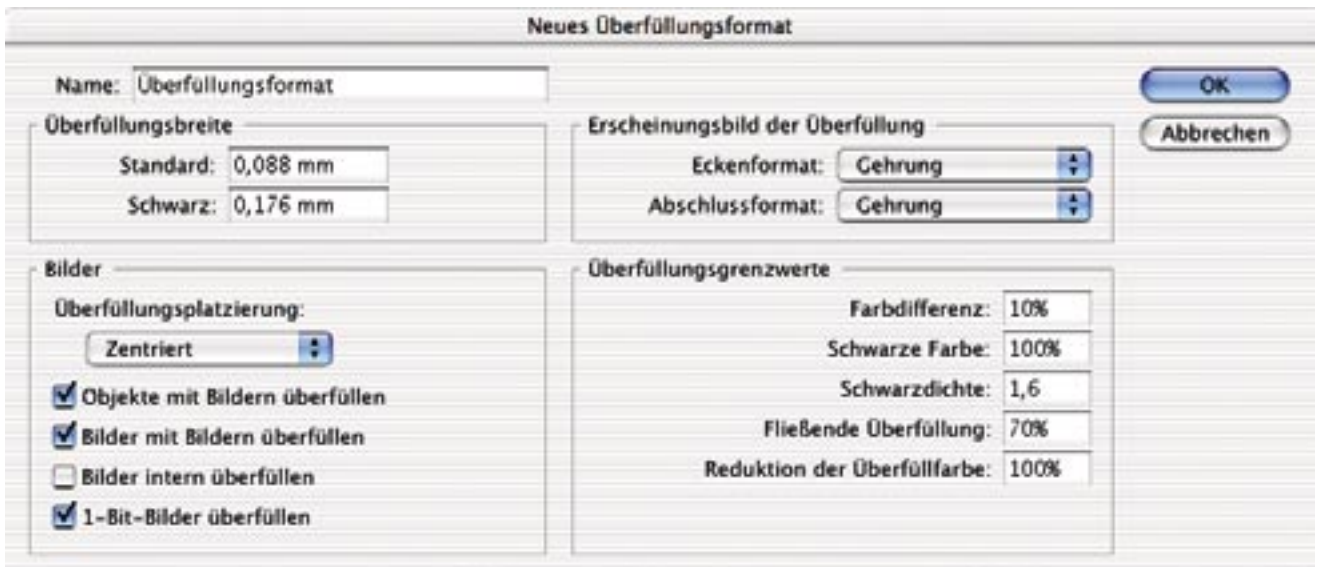 Neues Überfüllungsformat
Name: Überfüllungsformat
OK
Abbrechen
Überfüllungsbreite
Standard: 0,088 mm
Schwarz: 0,176 mm
Erscheinungsbild der Überfüllung
Eckenformat: Gehrung
Abschlussformat: Gehrung
Bilder
Überfüllungsplatzierung:
Zentriert
Objekte mit Bildern überfüllen
Bilder mit Bildern überfüllen
Bilder intern überfüllen
1-Bit-Bilder überfüllen
Überfüllungsgrenzwerte
Farbdifferenz: 10%
Schwarze Farbe: 100%
Schwarzdichte: 1,6
Fließende Überfüllung: 70%
Reduktion der Überfüllfarbe: 100%